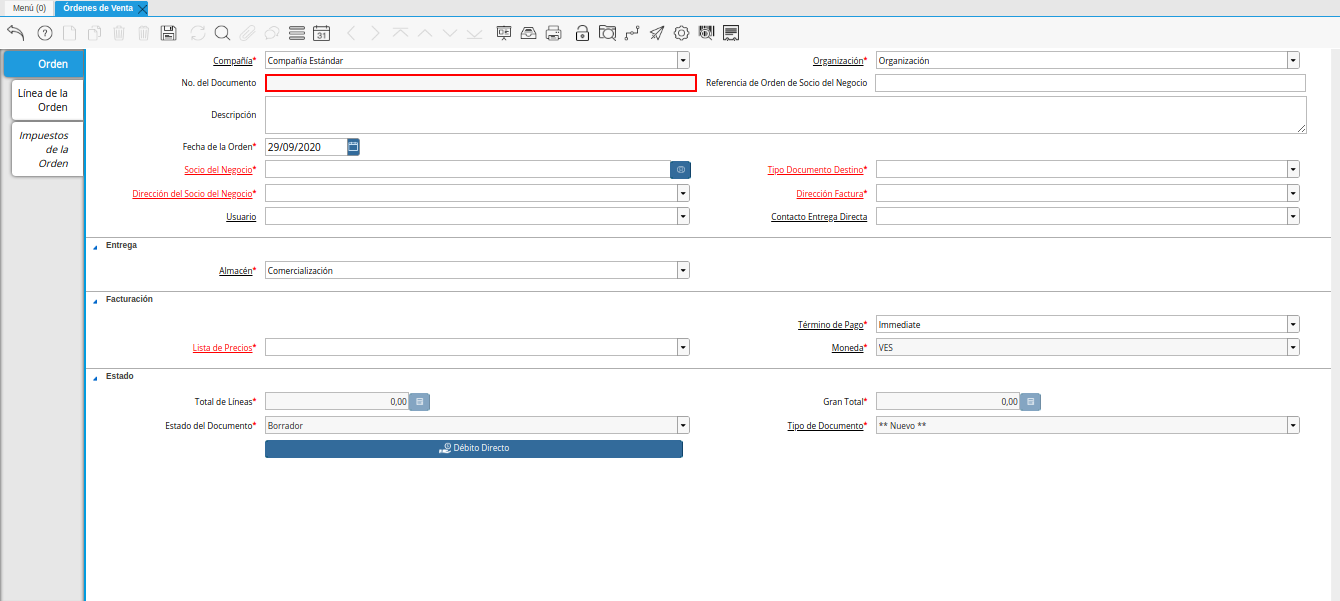 Menú (0) Órdenes de Venta
31
Orden
Línea de la
Orden
Impuestos
de la
Orden
Compañía* Compañía Estándar Organización* Organización
No. del Documento Referencia de Orden de Socio del Negocio
Descripción
Fecha de la Orden* 29/09/2020
Socio del Negocio* Tipo Documento Destino*
Dirección del Socio del Negocio* Dirección Factura*
Usuario Contacto Entrega Directa
Entrega
Almacén* Comercialización
Facturación
Término de Pago* Immediate
Lista de Precios* Moneda* VES
Estado
Total de Líneas* 0,00 Gran Total* 0,00
Estado del Documento* Borrador Tipo de Documento* ** Nuevo **
Débito Directo